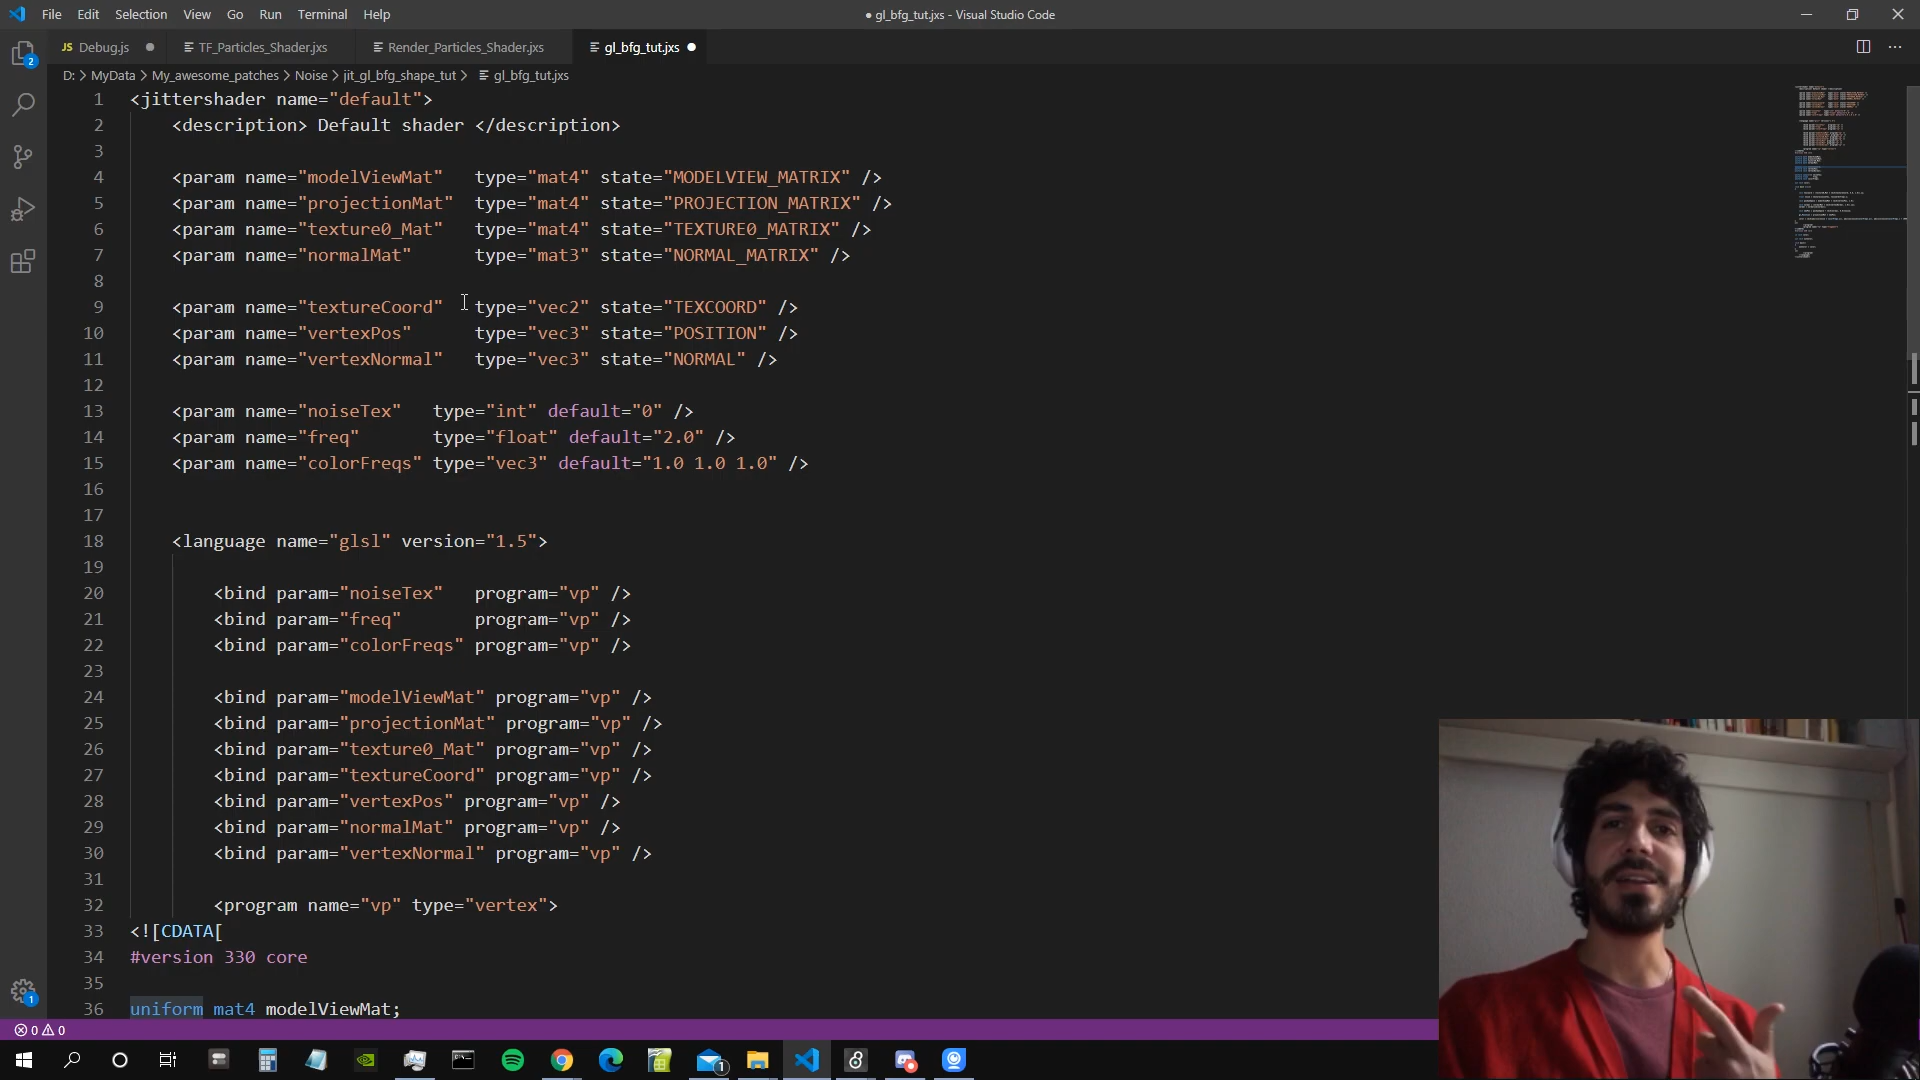 File Edit Selection View Go Run Terminal Help
● gl_bfg_tut.jxs - Visual Studio Code
JS Debug.js ●
TF_Particles_Shader.jxs
Render_Particles_Shader.jxs
gl_bfg_tut.jxs ●
D: > MyData > My_awesome_patches > Noise > jit_gl_bfg_shape_tut > gl_bfg_tut.jxs
1 <jittershader name="default">
2 <description> Default shader </description>
3
4 <param name="modelViewMat" type="mat4" state="MODELVIEW_MATRIX" />
5 <param name="projectionMat" type="mat4" state="PROJECTION_MATRIX" />
6 <param name="texture0_Mat" type="mat4" state="TEXTURE0_MATRIX" />
7 <param name="normalMat" type="mat3" state="NORMAL_MATRIX" />
8
9 <param name="textureCoord" type="vec2" state="TEXCOORD" />
10 <param name="vertexPos" type="vec3" state="POSITION" />
11 <param name="vertexNormal" type="vec3" state="NORMAL" />
12
13 <param name="noiseTex" type="int" default="0" />
14 <param name="freq" type="float" default="2.0" />
15 <param name="colorFreqs" type="vec3" default="1.0 1.0 1.0" />
16
17
18 <language name="glsl" version="1.5">
19
20 <bind param="noiseTex" program="vp" />
21 <bind param="freq" program="vp" />
22 <bind param="colorFreqs" program="vp" />
23
24 <bind param="modelViewMat" program="vp" />
25 <bind param="projectionMat" program="vp" />
26 <bind param="texture0_Mat" program="vp" />
27 <bind param="textureCoord" program="vp" />
28 <bind param="vertexPos" program="vp" />
29 <bind param="normalMat" program="vp" />
30 <bind param="vertexNormal" program="vp" />
31
32 <program name="vp" type="vertex">
33 <![CDATA[
34 #version 330 core
35
36 uniform mat4 modelViewMat;
2
1
0 0
1